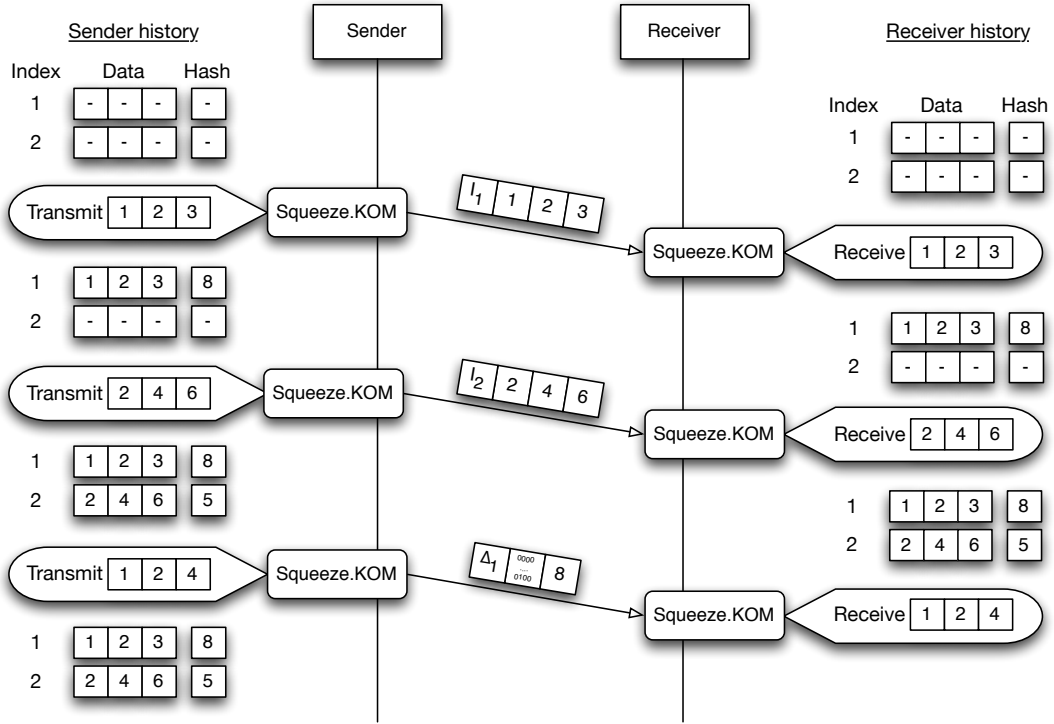 Sender history
Sender
Receiver
Receiver history
Index Data Hash
1 - - - -
2 - - - -
Index Data Hash
1 - - - -
2 - - - -
Transmit 1 2 3
Squeeze.KOM
I1 1 2 3
Squeeze.KOM
Receive 1 2 3
1 1 2 3 8
2 - - - -
1 1 2 3 8
2 - - - -
Transmit 2 4 6
Squeeze.KOM
I2 2 4 6
Squeeze.KOM
Receive 2 4 6
1 1 2 3 8
2 2 4 6 5
1 1 2 3 8
2 2 4 6 5
Transmit 1 2 4
Squeeze.KOM
Δ1 0000 .... 0100 8
Squeeze.KOM
Receive 1 2 4
1 1 2 3 8
2 2 4 6 5